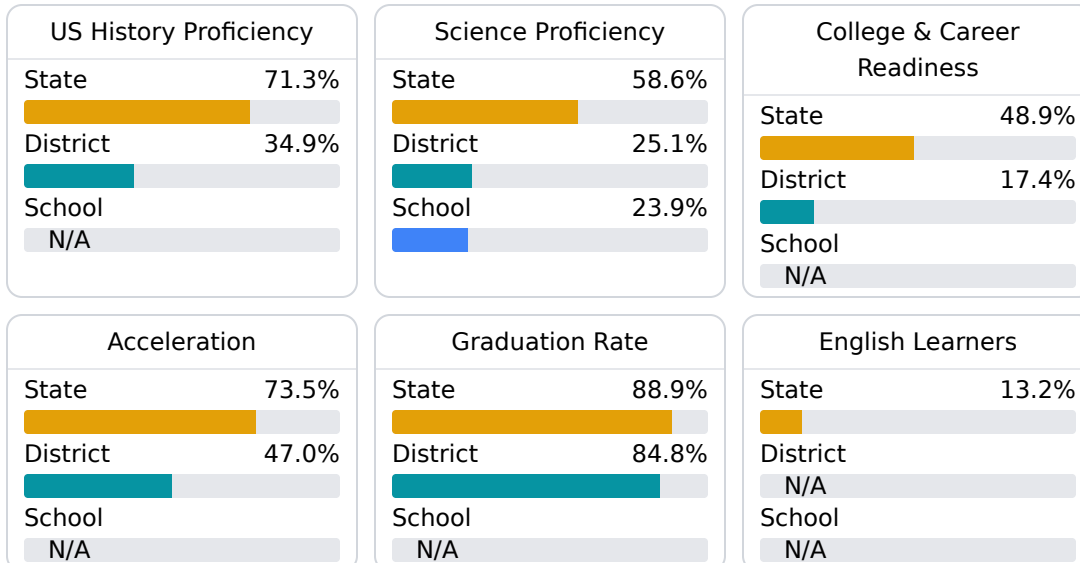 US History Proficiency
State 71.3%
District 34.9%
School
N/A
Science Proficiency
State 58.6%
District 25.1%
School 23.9%
College & Career
Readiness
State 48.9%
District 17.4%
School
N/A
Acceleration
State 73.5%
District 47.0%
School
N/A
Graduation Rate
State 88.9%
District 84.8%
School
N/A
English Learners
State 13.2%
District
N/A
School
N/A